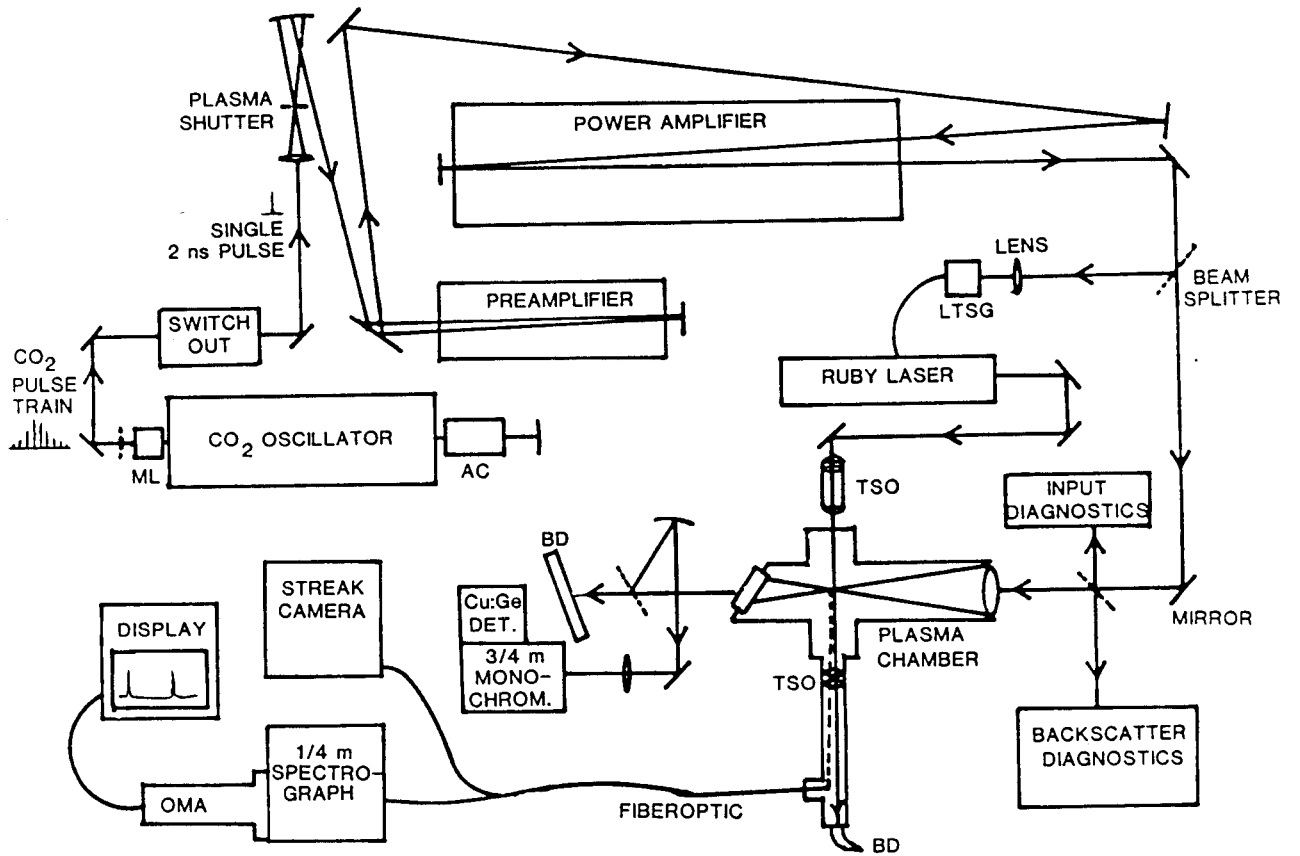 PLASMA
SHUTTER
POWER AMPLIFIER
SINGLE
2 ns PULSE
LENS
BEAM
SPLITTER
LTSG
PREAMPLIFIER
SWITCH
OUT
CO2
PULSE
TRAIN
RUBY LASER
CO2 OSCILLATOR
ML
AC
TSO
INPUT
DIAGNOSTICS
BD
STREAK
CAMERA
Cu:Ge
DET.
MIRROR
DISPLAY
PLASMA
CHAMBER
3/4 m
MONO-
CHROM.
TSO
BACKSCATTER
DIAGNOSTICS
1/4 m
SPECTRO-
GRAPH
OMA
FIBEROPTIC
BD